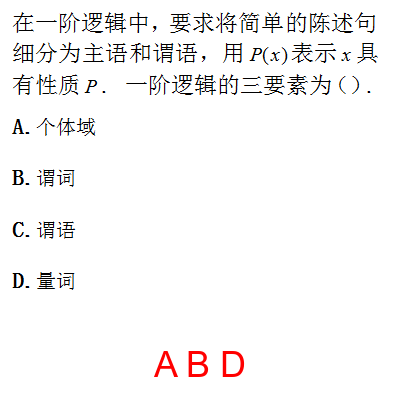 在一阶逻辑中，要求将简单的陈述句
细分为主语和谓语，用 P(x)表示 x 具
有性质 P． 一阶逻辑的三要素为（）.
A. 个体域
B. 谓词
C. 谓语
D. 量词
A B D